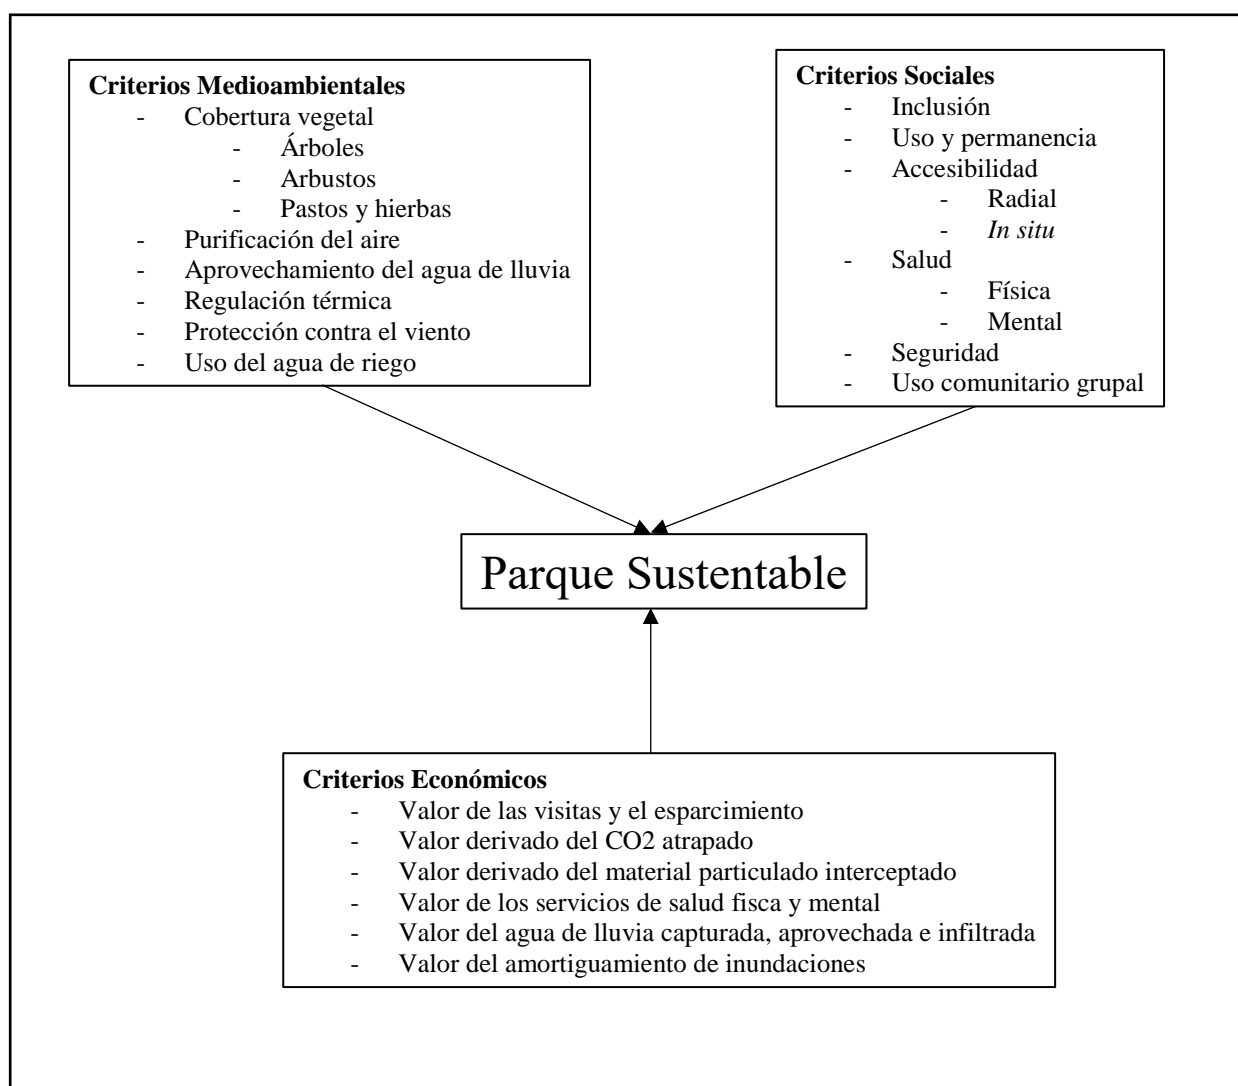 Criterios Medioambientales
- Cobertura vegetal
- Árboles
- Arbustos
- Pastos y hierbas
- Purificación del aire
- Aprovechamiento del agua de lluvia
- Regulación térmica
- Protección contra el viento
- Uso del agua de riego
Criterios Sociales
- Inclusión
- Uso y permanencia
- Accesibilidad
- Radial
- In situ
- Salud
- Física
- Mental
- Seguridad
- Uso comunitario grupal
Parque Sustentable
Criterios Económicos
- Valor de las visitas y el esparcimiento
- Valor derivado del CO2 atrapado
- Valor derivado del material particulado interceptado
- Valor de los servicios de salud fisca y mental
- Valor del agua de lluvia capturada, aprovechada e infiltrada
- Valor del amortiguamiento de inundaciones